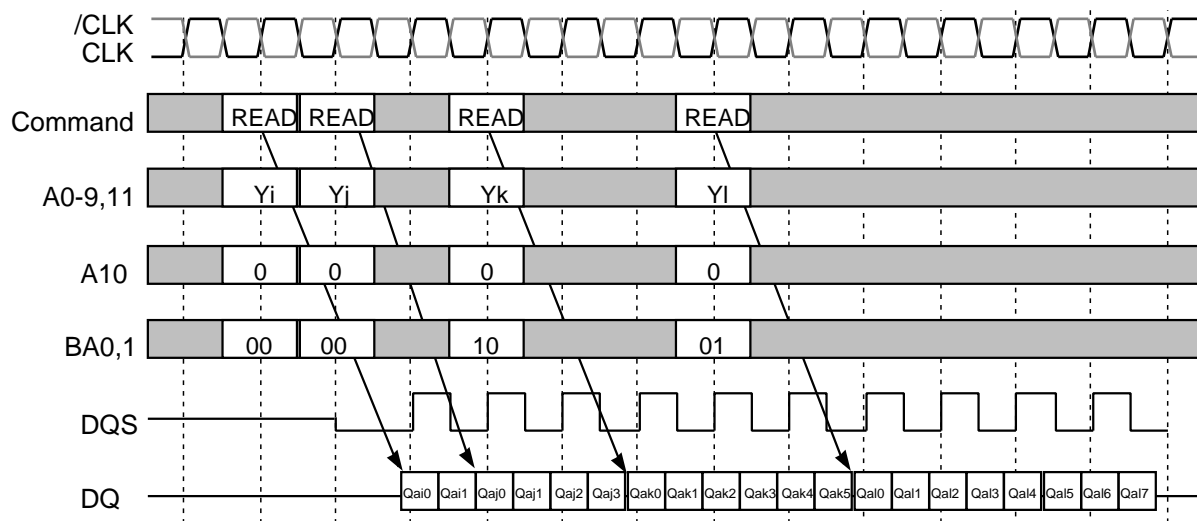 /CLK
CLK
Command READ READ READ READ
A0-9,11 Yi Yj Yk Yl
A10 0 0 0 0
BA0,1 00 00 10 01
DQS
DQ Qai0 Qai1 Qaj0 Qaj1 Qaj2 Qaj3 Qak0 Qak1 Qak2 Qak3 Qak4 Qak5 Qal0 Qal1 Qal2 Qal3 Qal4 Qal5 Qal6 Qal7